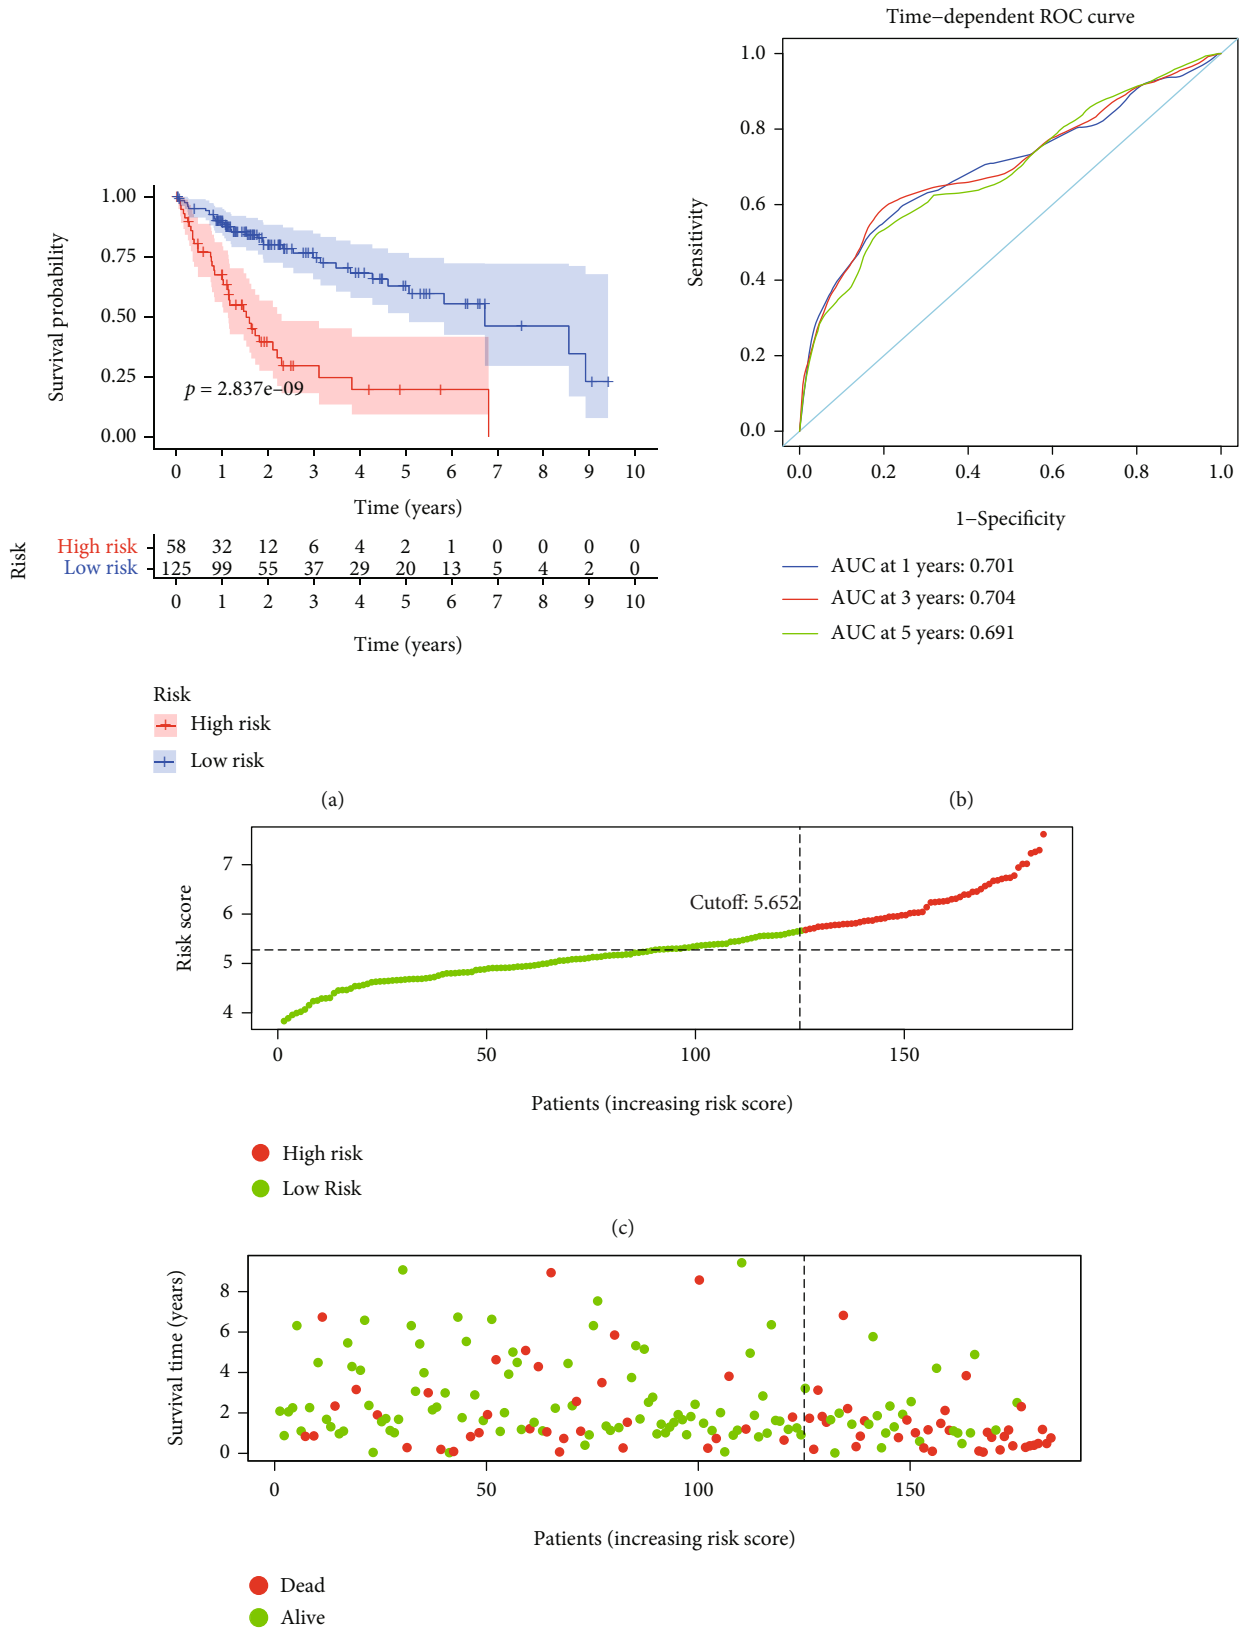 1.00
0.75
0.50
0.25
0.00
Survival probability
p = 2.837e–09
0 1 2 3 4 5 6 7 8 9 10
Time (years)
Risk
High risk 58 32 12 6 4 2 1 0 0 0 0
Low risk 125 99 55 37 29 20 13 5 4 2 0
0 1 2 3 4 5 6 7 8 9 10
Time (years)
Risk
High risk
Low risk
(a)
Time−dependent ROC curve
1.0
0.8
0.6
0.4
0.2
0.0
Sensitivity
0.0 0.2 0.4 0.6 0.8 1.0
1−Specificity
AUC at 1 years: 0.701
AUC at 3 years: 0.704
AUC at 5 years: 0.691
(b)
7
6
5
4
Risk score
Cutoff: 5.652
0 50 100 150
Patients (increasing risk score)
High risk
Low Risk
(c)
8
6
4
2
0
Survival time (years)
0 50 100 150
Patients (increasing risk score)
Dead
Alive